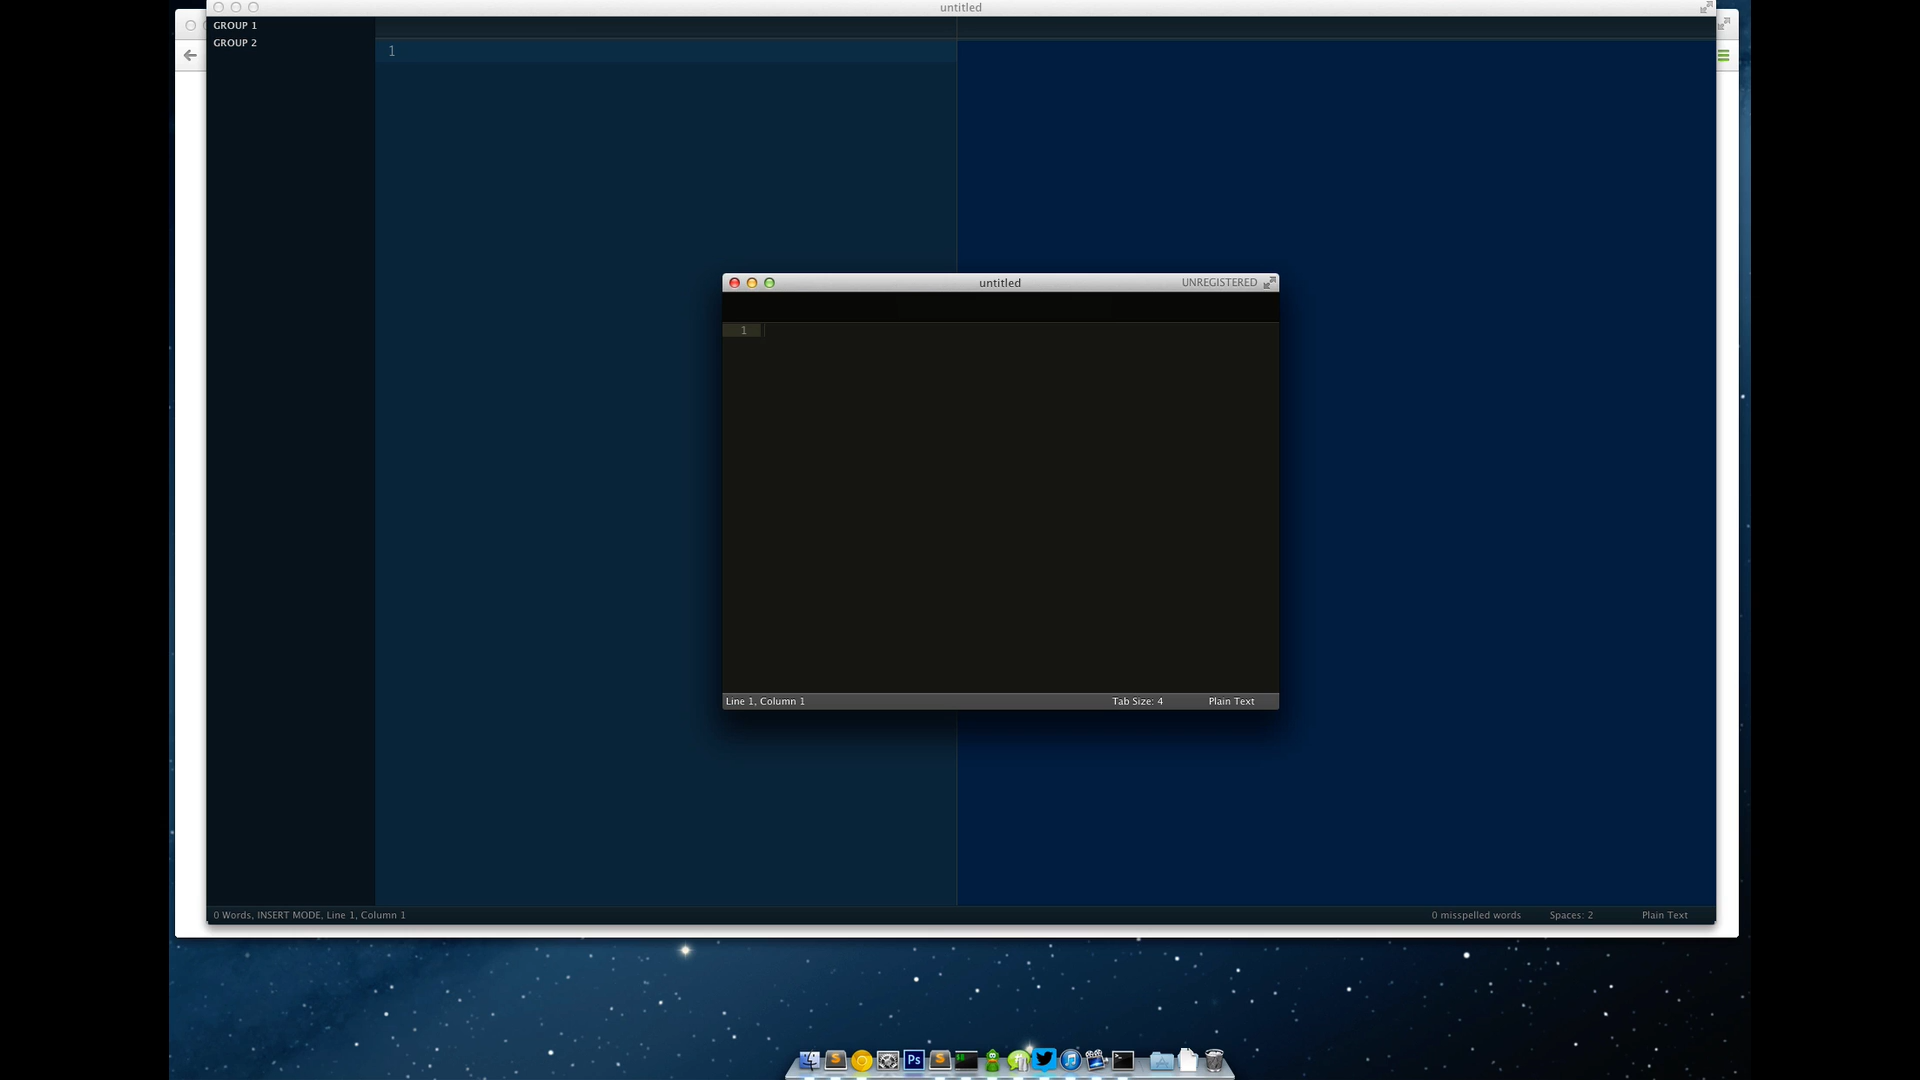 untitled
GROUP 1
GROUP 2
1
untitled UNREGISTERED
1
Line 1, Column 1 Tab Size: 4 Plain Text
0 Words, INSERT MODE, Line 1, Column 1 0 misspelled words Spaces: 2 Plain Text
S Ps S